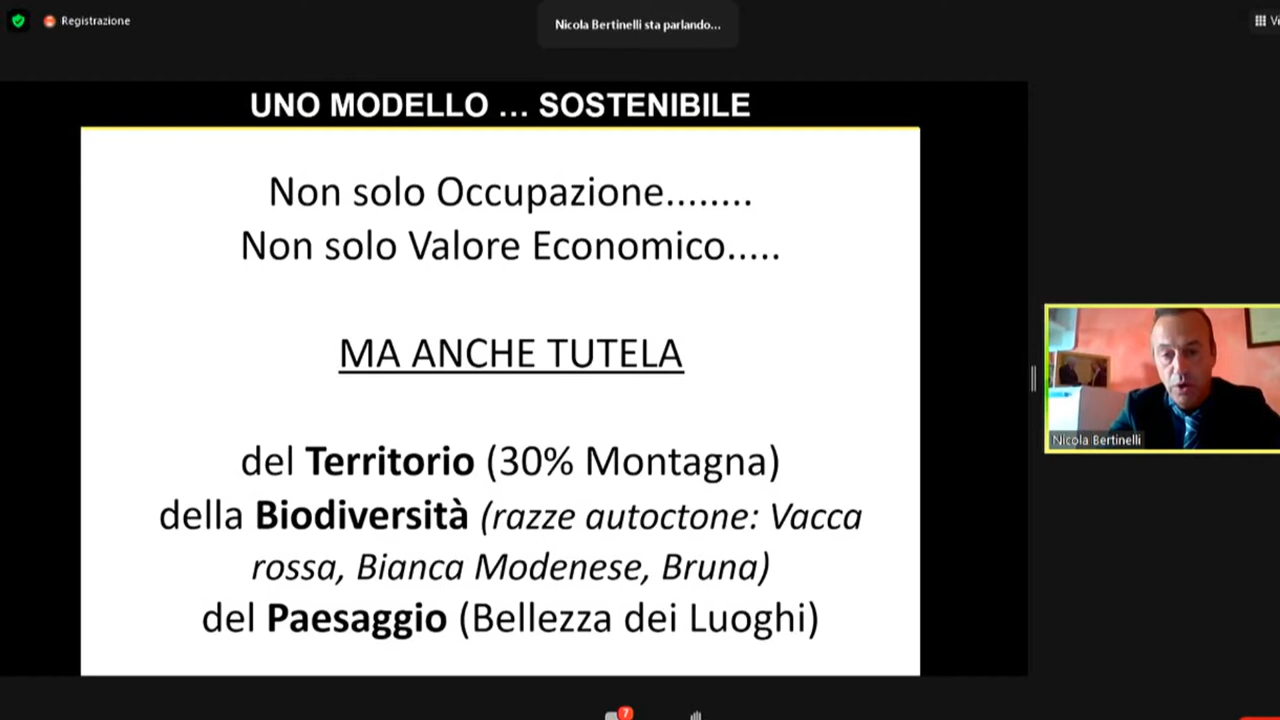 Registrazione
Nicola Bertinelli sta parlando...
UNO MODELLO ... SOSTENIBILE
Non solo Occupazione........
Non solo Valore Economico.....
MA ANCHE TUTELA
del Territorio (30% Montagna)
della Biodiversità (razze autoctone: Vacca
rossa, Bianca Modenese, Bruna)
del Paesaggio (Bellezza dei Luoghi)
Nicola Bertinelli
7